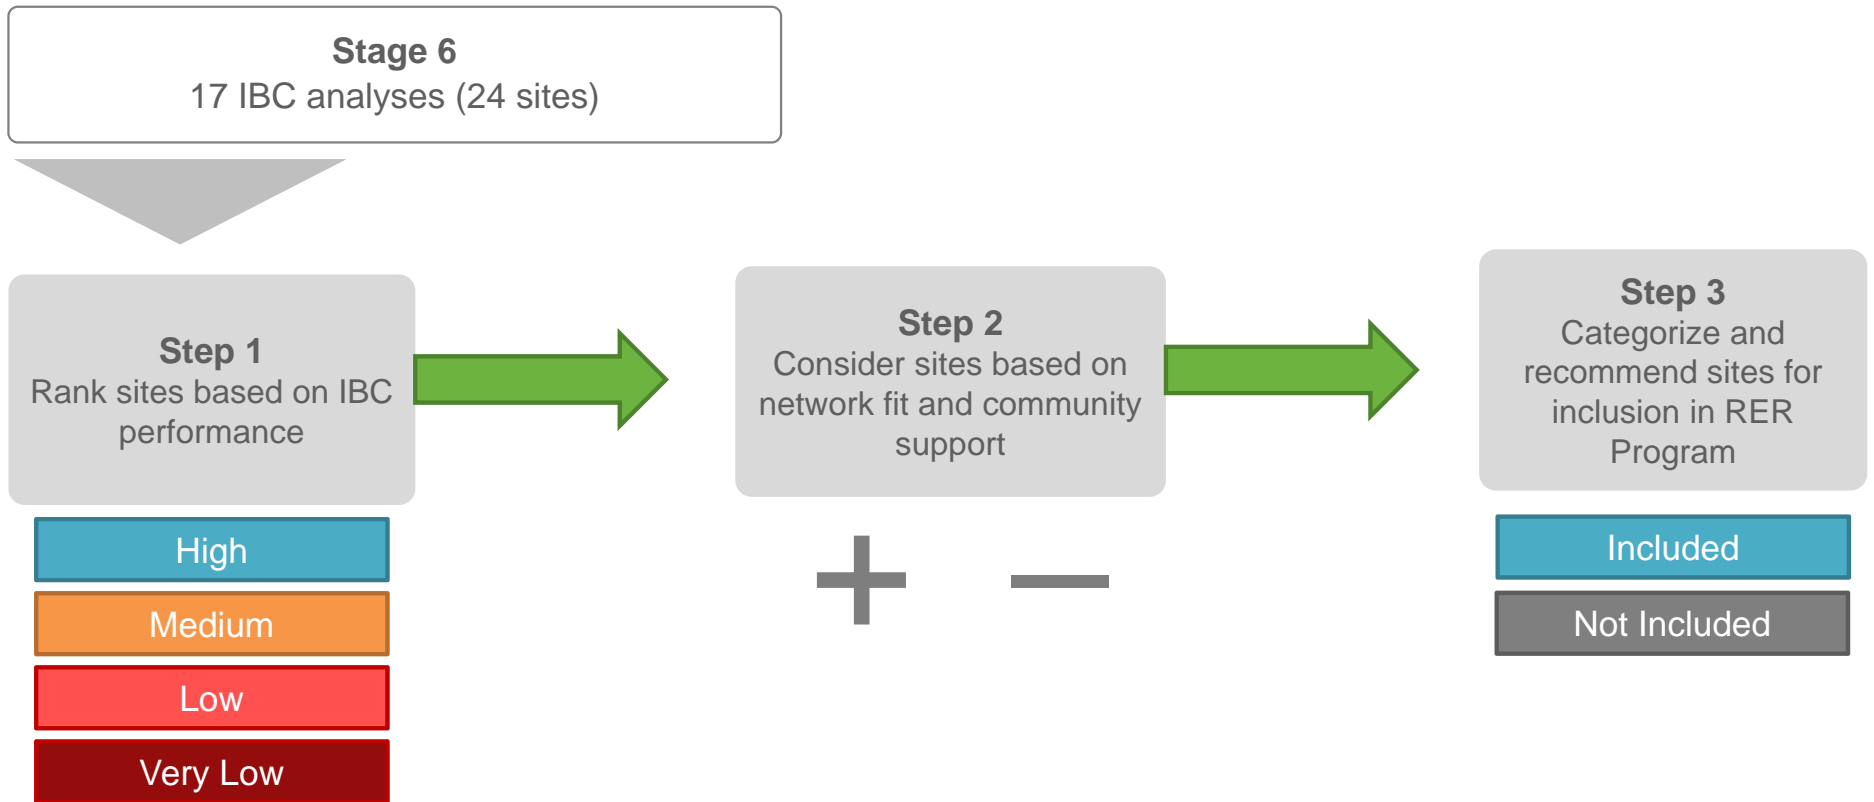 Stage 6
17 IBC analyses (24 sites)
Step 1
Rank sites based on IBC
performance
High
Medium
Low
Very Low
Step 2
Consider sites based on
network fit and community
support
Step 3
Categorize and
recommend sites for
inclusion in RER
Program
Included
Not Included